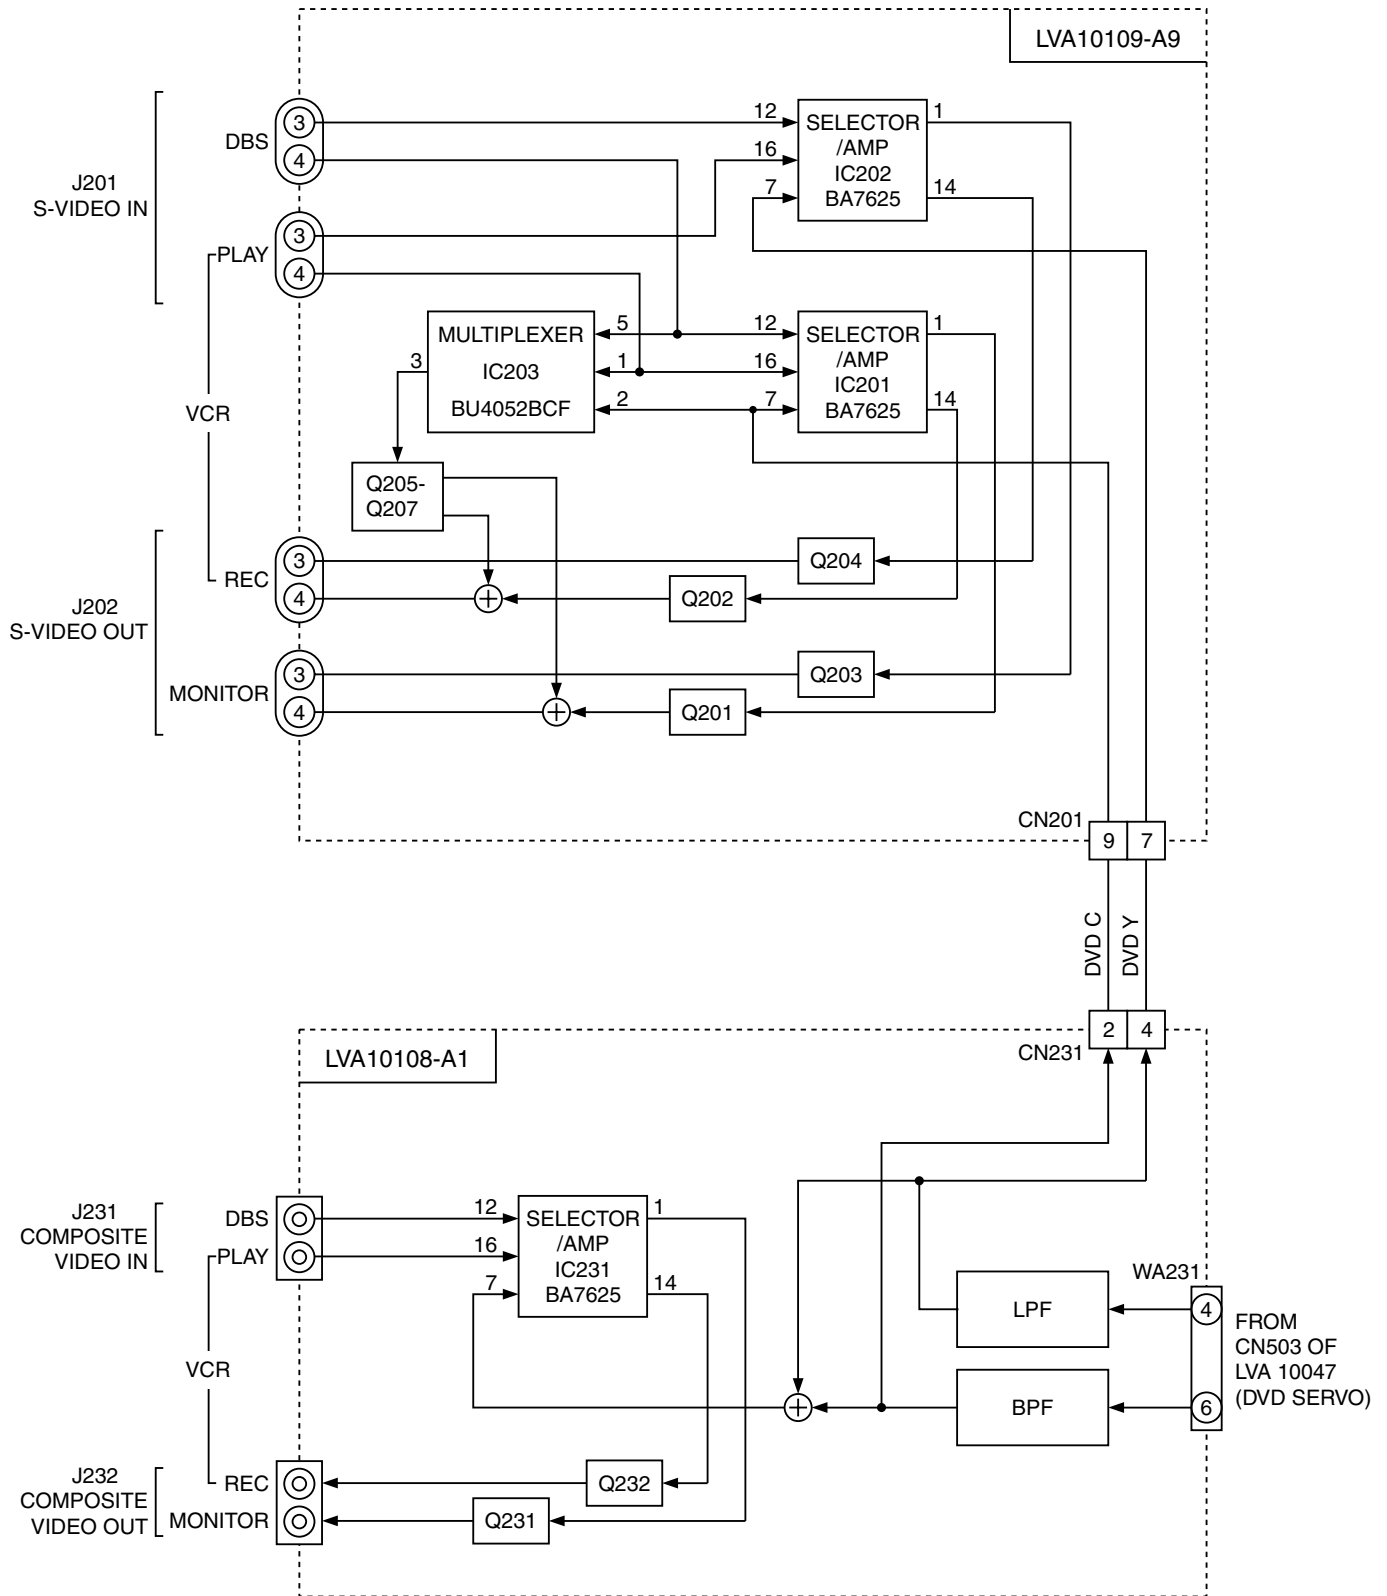 LVA10109-A9
3
12
SELECTOR
/AMP
IC202
BA7625
1
DBS
4
16
7
14
J201
S-VIDEO IN
3
PLAY
4
MULTIPLEXER
IC203
BU4052BCF
5
1
2
3
12
16
7
SELECTOR
/AMP
IC201
BA7625
1
14
VCR
Q205-
Q207
3
REC
4
Q204
+
Q202
J202
S-VIDEO OUT
3
MONITOR
4
Q203
+
Q201
CN201
9
7
DVD C
DVD Y
2
4
CN231
LVA10108-A1
J231
COMPOSITE
VIDEO IN
DBS
PLAY
12
16
7
SELECTOR
/AMP
IC231
BA7625
1
14
WA231
LPF
4
FROM
CN503 OF
LVA 10047
(DVD SERVO)
VCR
+
BPF
6
J232
COMPOSITE
VIDEO OUT
REC
Q232
MONITOR
Q231